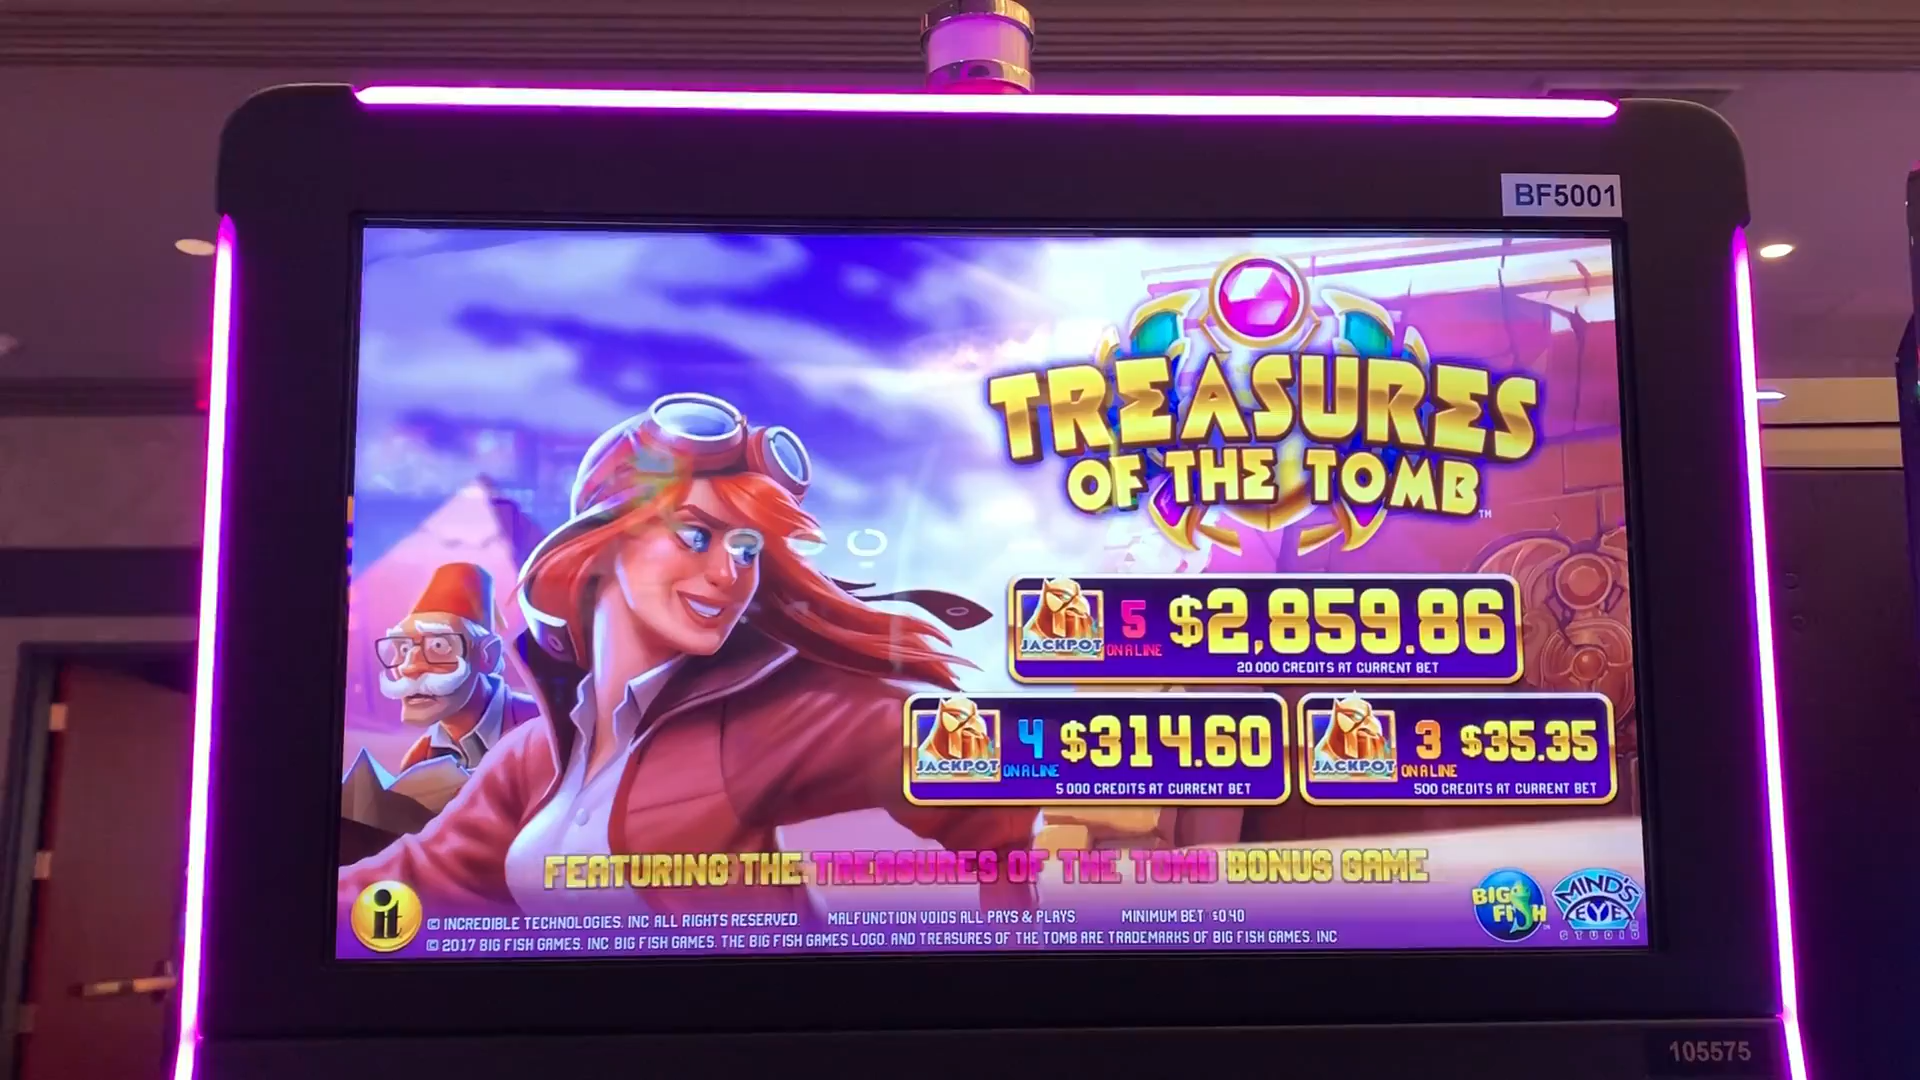 BF5001
TREASURES
OF THE TOMB™
JACKPOT 5 ON A LINE $2,859.86
20,000 CREDITS AT CURRENT BET
JACKPOT 4 ON A LINE $314.60
5,000 CREDITS AT CURRENT BET
JACKPOT 3 ON A LINE $35.35
500 CREDITS AT CURRENT BET
FEATURING THE TREASURES OF THE TOMB BONUS GAME
it
© INCREDIBLE TECHNOLOGIES, INC ALL RIGHTS RESERVED. MALFUNCTION VOIDS ALL PAYS & PLAYS MINIMUM BET $0.40
© 2017 BIG FISH GAMES, INC. BIG FISH GAMES, THE BIG FISH GAMES LOGO, AND TREASURES OF THE TOMB ARE TRADEMARKS OF BIG FISH GAMES, INC
BIG FISH™
MIND'S EYE STUDIO
105575